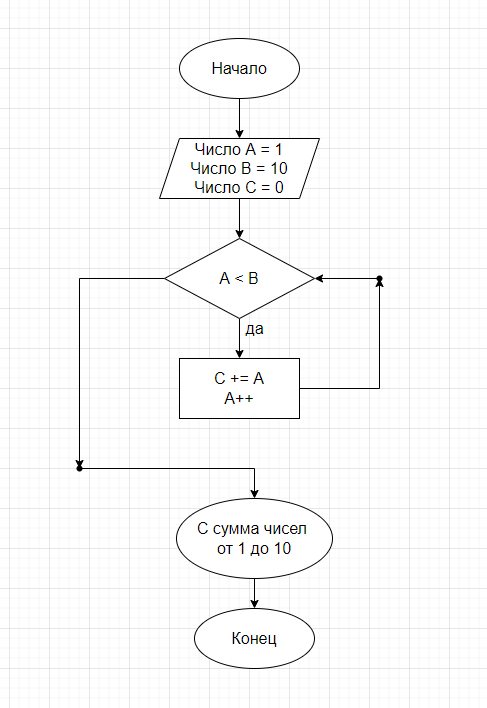 Начало
Число A = 1
Число B = 10
Число C = 0
A < B
да
C += A
A++
C сумма чисел
от 1 до 10
Конец